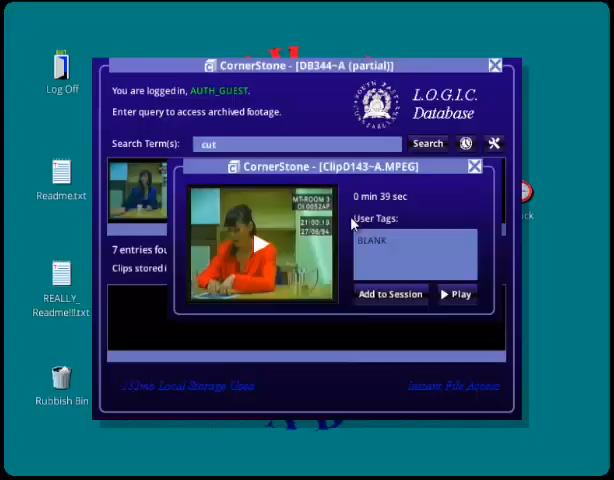 CornerStone - [DB344~A (partial)]
Log Off
You are logged in, AUTH_GUEST.
Enter query to access archived footage.
L.O.G.I.C.
Database
Search Term(s):
cut
Search
CornerStone - [ClipD143~A.MPEG]
Readme.txt
MT-ROOM 3
21:00:19
27/06/94
0 min 39 sec
User Tags:
BLANK
7 entries fou
Clips stored i
Add to Session
Play
REALLY_
Readme!!!.txt
Local Storage Used
Instant File Access
Rubbish Bin